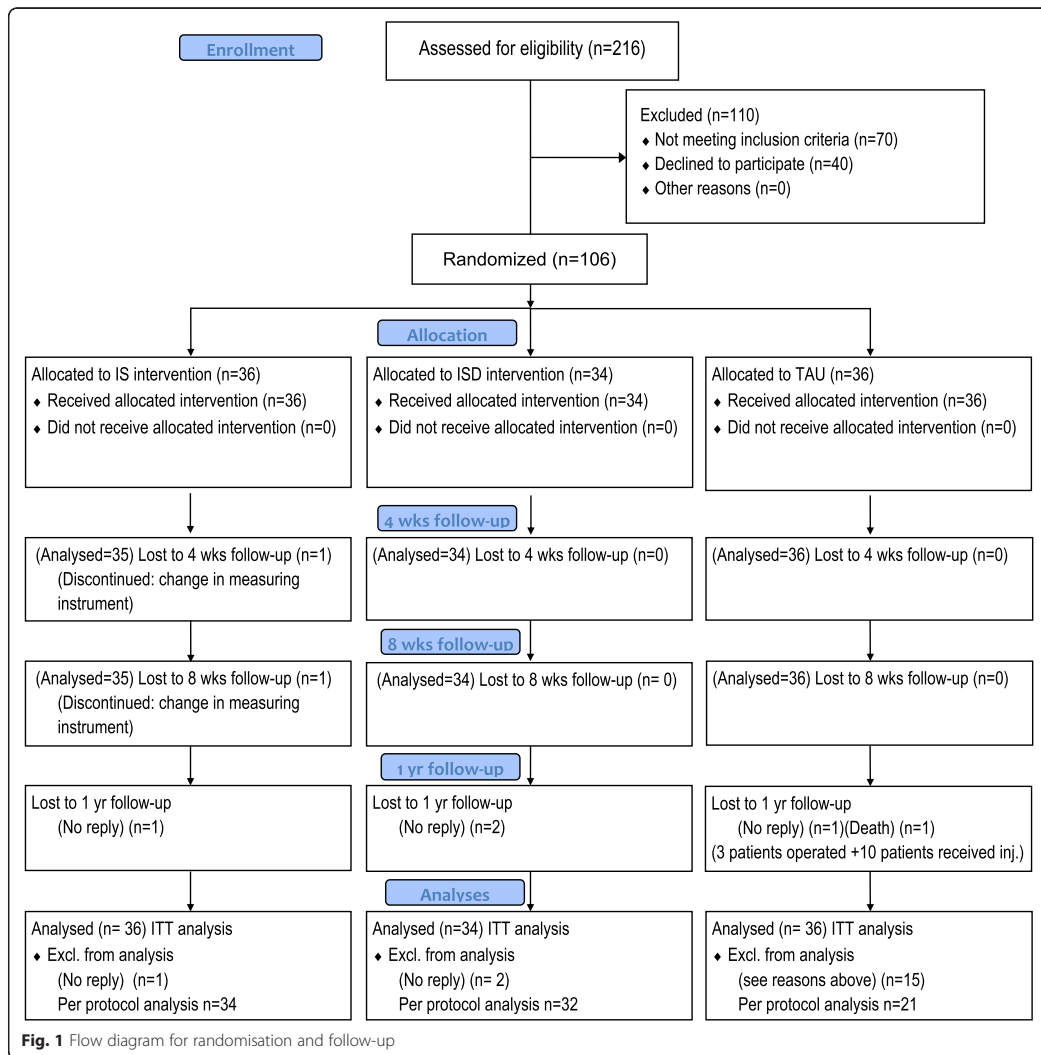 Enrollment
Assessed for eligibility (n=216)
Excluded (n=110)
♦ Not meeting inclusion criteria (n=70)
♦ Declined to participate (n=40)
♦ Other reasons (n=0)
Randomized (n=106)
Allocation
Allocated to IS intervention (n=36)
♦ Received allocated intervention (n=36)
♦ Did not receive allocated intervention (n=0)
Allocated to ISD intervention (n=34)
♦ Received allocated intervention (n=34)
♦ Did not receive allocated intervention (n=0)
Allocated to TAU (n=36)
♦ Received allocated intervention (n=36)
♦ Did not receive allocated intervention (n=0)
4 wks follow-up
(Analysed=35) Lost to 4 wks follow-up (n=1)
(Discontinued: change in measuring
instrument)
(Analysed=34) Lost to 4 wks follow-up (n=0)
(Analysed=36) Lost to 4 wks follow-up (n=0)
8 wks follow-up
(Analysed=35) Lost to 8 wks follow-up (n=1)
(Discontinued: change in measuring
instrument)
(Analysed=34) Lost to 8 wks follow-up (n= 0)
(Analysed=36) Lost to 8 wks follow-up (n=0)
1 yr follow-up
Lost to 1 yr follow-up
(No reply) (n=1)
Lost to 1 yr follow-up
(No reply) (n=2)
Lost to 1 yr follow-up
(No reply) (n=1)(Death) (n=1)
(3 patients operated +10 patients received inj.)
Analyses
Analysed (n= 36) ITT analysis
♦ Excl. from analysis
(No reply) (n=1)
Per protocol analysis n=34
Analysed (n=34) ITT analysis
♦ Excl. from analysis
(No reply) (n= 2)
Per protocol analysis n=32
Analysed (n= 36) ITT analysis
♦ Excl. from analysis
(see reasons above) (n=15)
Per protocol analysis n=21
Fig. 1 Flow diagram for randomisation and follow-up